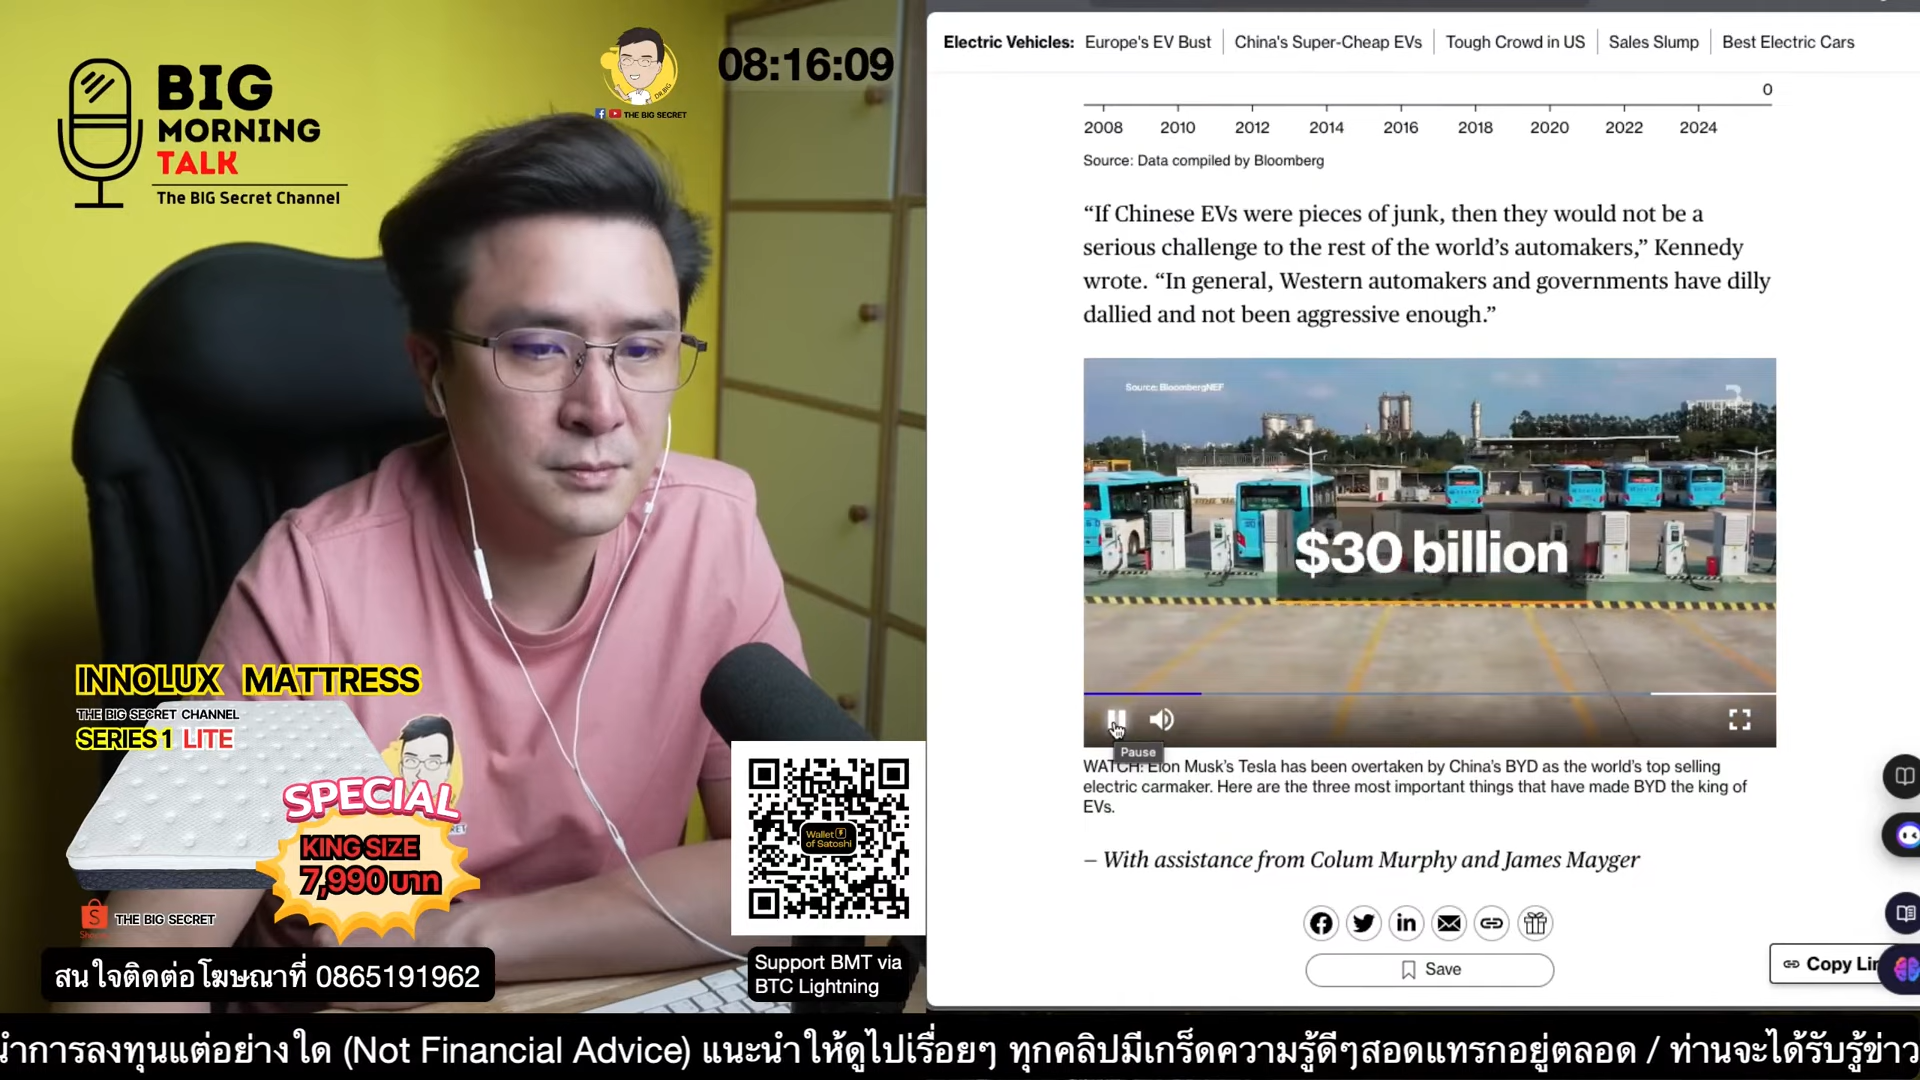 BIG
MORNING
TALK
The BIG Secret Channel
DR.BIG
THE BIG SECRET
08:16:09
INNOLUX MATTRESS
THE BIG SECRET CHANNEL
SERIES 1 LITE
SPECIAL
KING SIZE
7,990 บาท
THE BIG SECRET
สนใจติดต่อโฆษณาที่ 0865191962
Wallet
of Satoshi
Support BMT via
BTC Lightning
Electric Vehicles: Europe's EV Bust China's Super-Cheap EVs Tough Crowd in US Sales Slump Best Electric Cars
0
2008 2010 2012 2014 2016 2018 2020 2022 2024
Source: Data compiled by Bloomberg
“If Chinese EVs were pieces of junk, then they would not be a
serious challenge to the rest of the world’s automakers,” Kennedy
wrote. “In general, Western automakers and governments have dilly
dallied and not been aggressive enough.”
Source: BloombergNEF
$30 billion
Pause
WATCH: Elon Musk’s Tesla has been overtaken by China’s BYD as the world’s top selling
electric carmaker. Here are the three most important things that have made BYD the king of
EVs.
— With assistance from Colum Murphy and James Mayger
Save
Copy Lin
นำการลงทุนแต่อย่างใด (Not Financial Advice) แนะนำให้ดูไปเรื่อยๆ ทุกคลิปมีเกร็ดความรู้ดีๆสอดแทรกอยู่ตลอด / ท่านจะได้รับรู้ข่าว